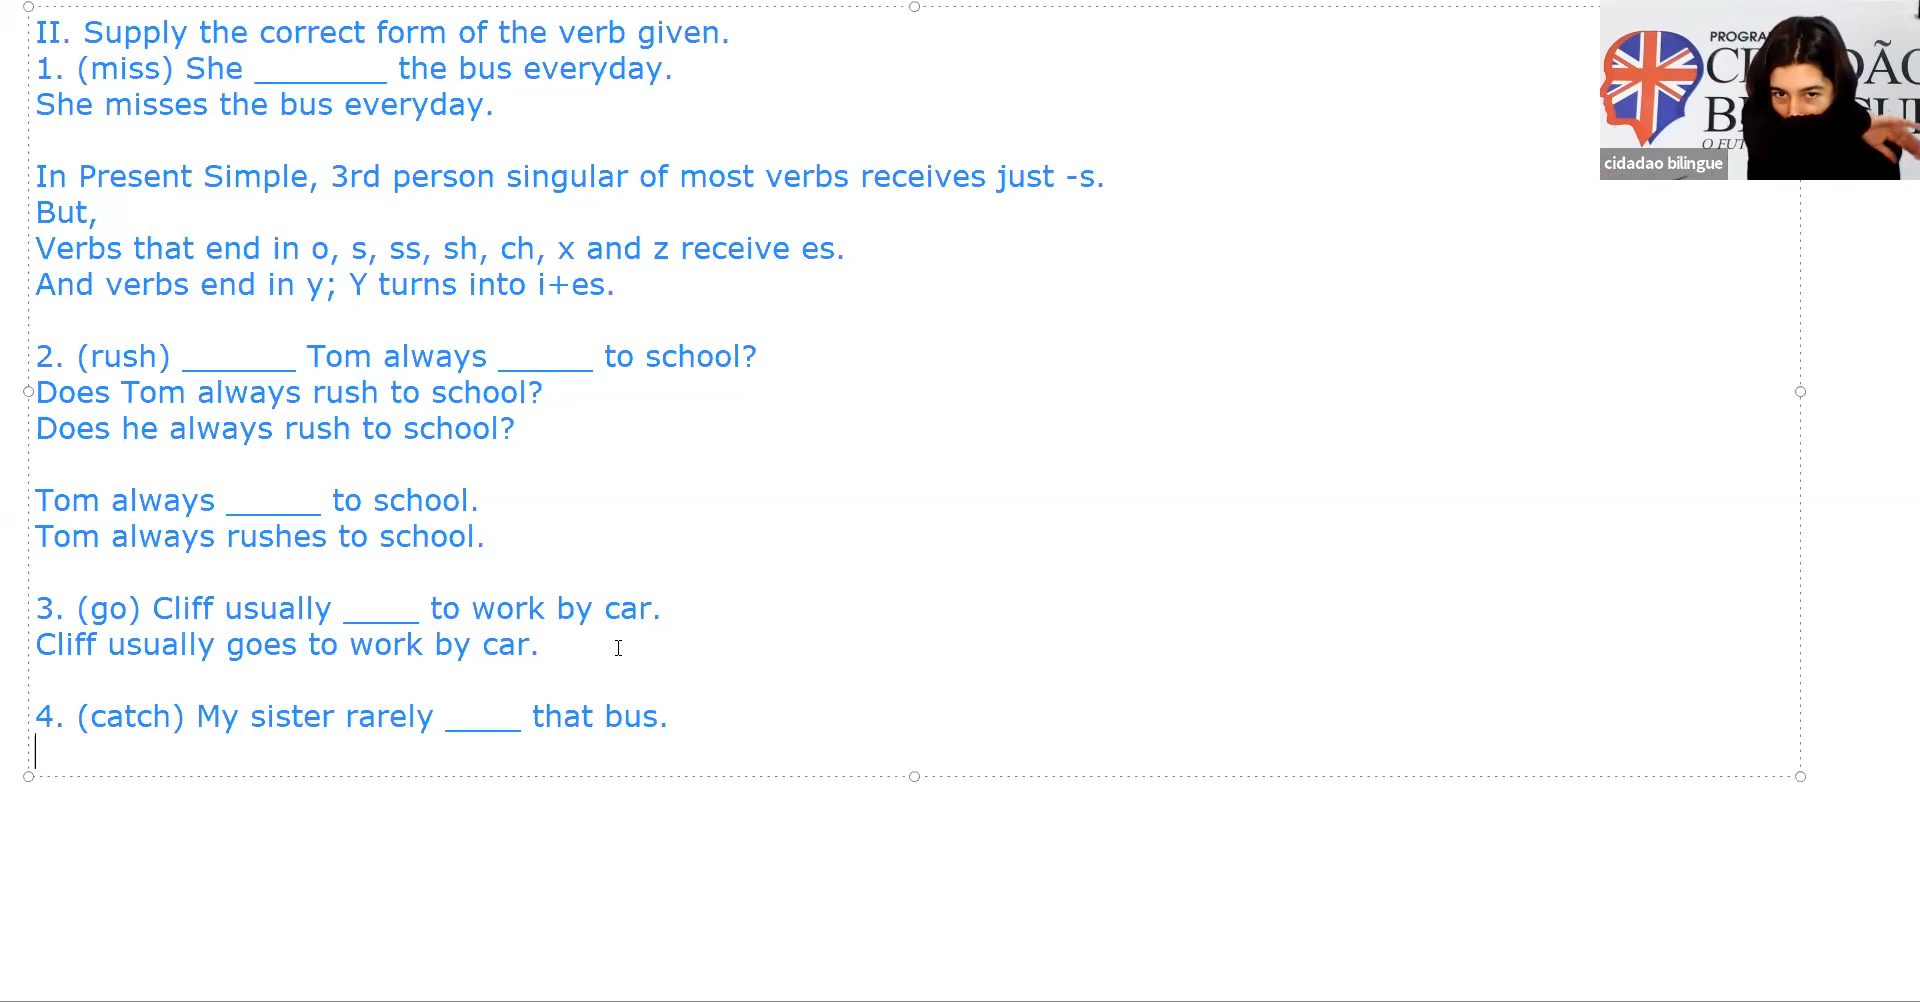 II. Supply the correct form of the verb given.
1. (miss) She _______ the bus everyday.
She misses the bus everyday.
In Present Simple, 3rd person singular of most verbs receives just -s.
But,
Verbs that end in o, s, ss, sh, ch, x and z receive es.
And verbs end in y; Y turns into i+es.
2. (rush) ______ Tom always _____ to school?
Does Tom always rush to school?
Does he always rush to school?
Tom always _____ to school.
Tom always rushes to school.
3. (go) Cliff usually ____ to work by car.
Cliff usually goes to work by car.
4. (catch) My sister rarely ____ that bus.
cidadao bilingue